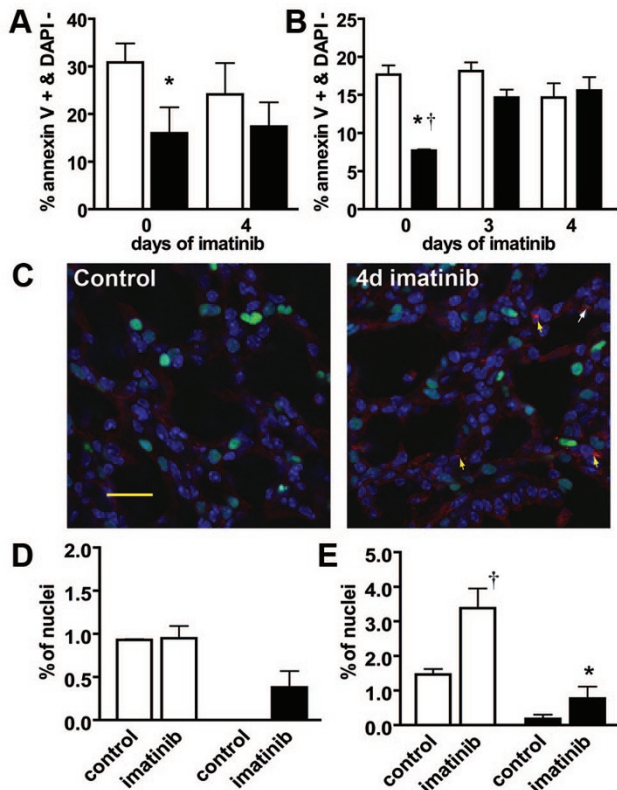 A
% annexin V + & DAPI -
40
30
20
10
0
*
0
4
days of imatinib
B
% annexin V + & DAPI -
25
20
15
10
5
0
* †
0
3
4
days of imatinib
C
Control
4d imatinib
D
% of nuclei
2.0
1.5
1.0
0.5
0.0
control
imatinib
control
imatinib
E
% of nuclei
5.0
4.0
3.0
2.0
1.0
0.0
†
*
control
imatinib
control
imatinib